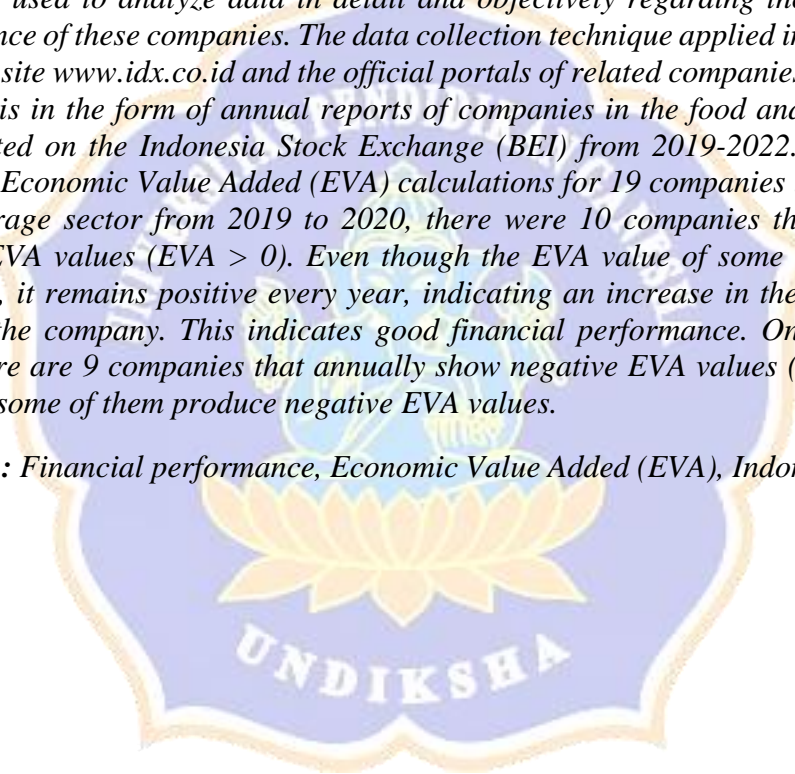 used to analyze data in detail and objectively regarding the
nce of these companies. The data collection technique applied in
site www.idx.co.id and the official portals of related companies
is in the form of annual reports of companies in the food and
ted on the Indonesia Stock Exchange (BEI) from 2019-2022.
Economic Value Added (EVA) calculations for 19 companies
rage sector from 2019 to 2020, there were 10 companies th
EVA values (EVA > 0). Even though the EVA value of some
, it remains positive every year, indicating an increase in the
the company. This indicates good financial performance. On
re are 9 companies that annually show negative EVA values (
some of them produce negative EVA values.
: Financial performance, Economic Value Added (EVA), Indon
UNDIKSHA